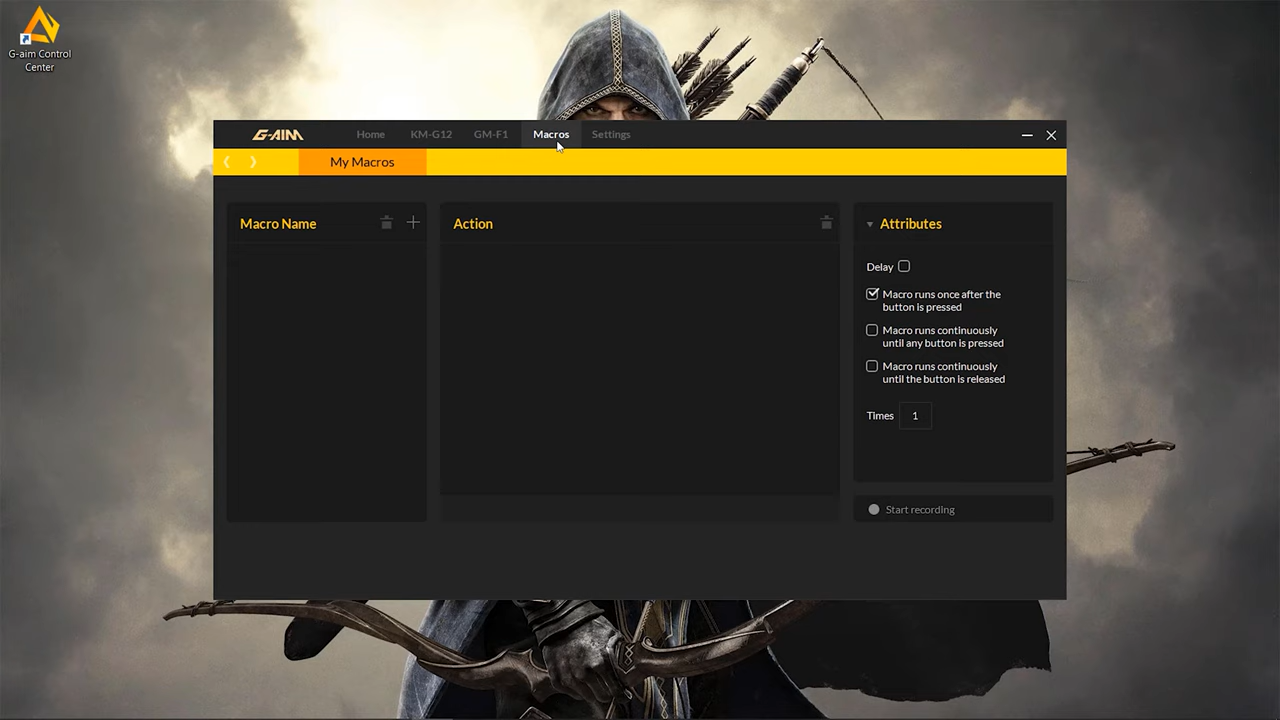 G-aim Control
Center
G-AIM
Home
KM-G12
GM-F1
Macros
Settings
My Macros
Macro Name
Action
Attributes
Delay
Macro runs once after the
button is pressed
Macro runs continuously
until any button is pressed
Macro runs continuously
until the button is released
Times 1
Start recording